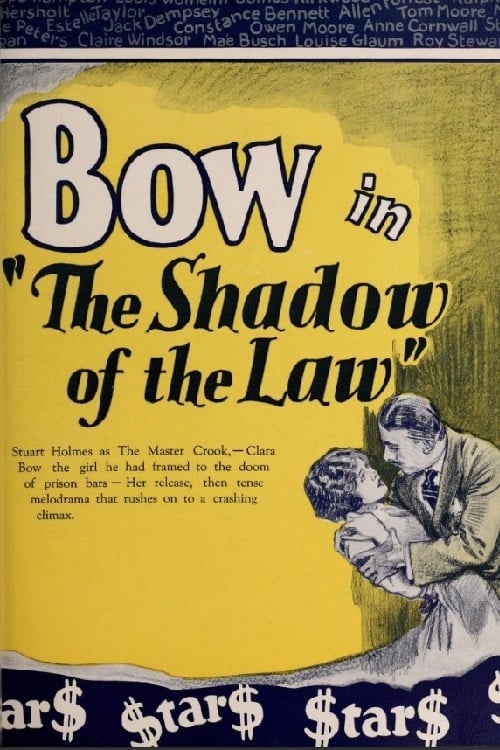 Hersholt
Estelle Taylor Jack Dempsey Constance Bennett Allen Tom Moore
Peters Claire Windsor Mae Busch Louise Glaum Owen Moore Anne Cornwall Roy Stewa
Bow in
"The Shadow
of the Law"
Stuart Holmes as The Master Crook,—Clara
Bow the girl he had framed to the doom
of prison bars — Her release, then tense
melodrama that rushes on to a crashing
climax.
ar$ $tar$ $tar$ $